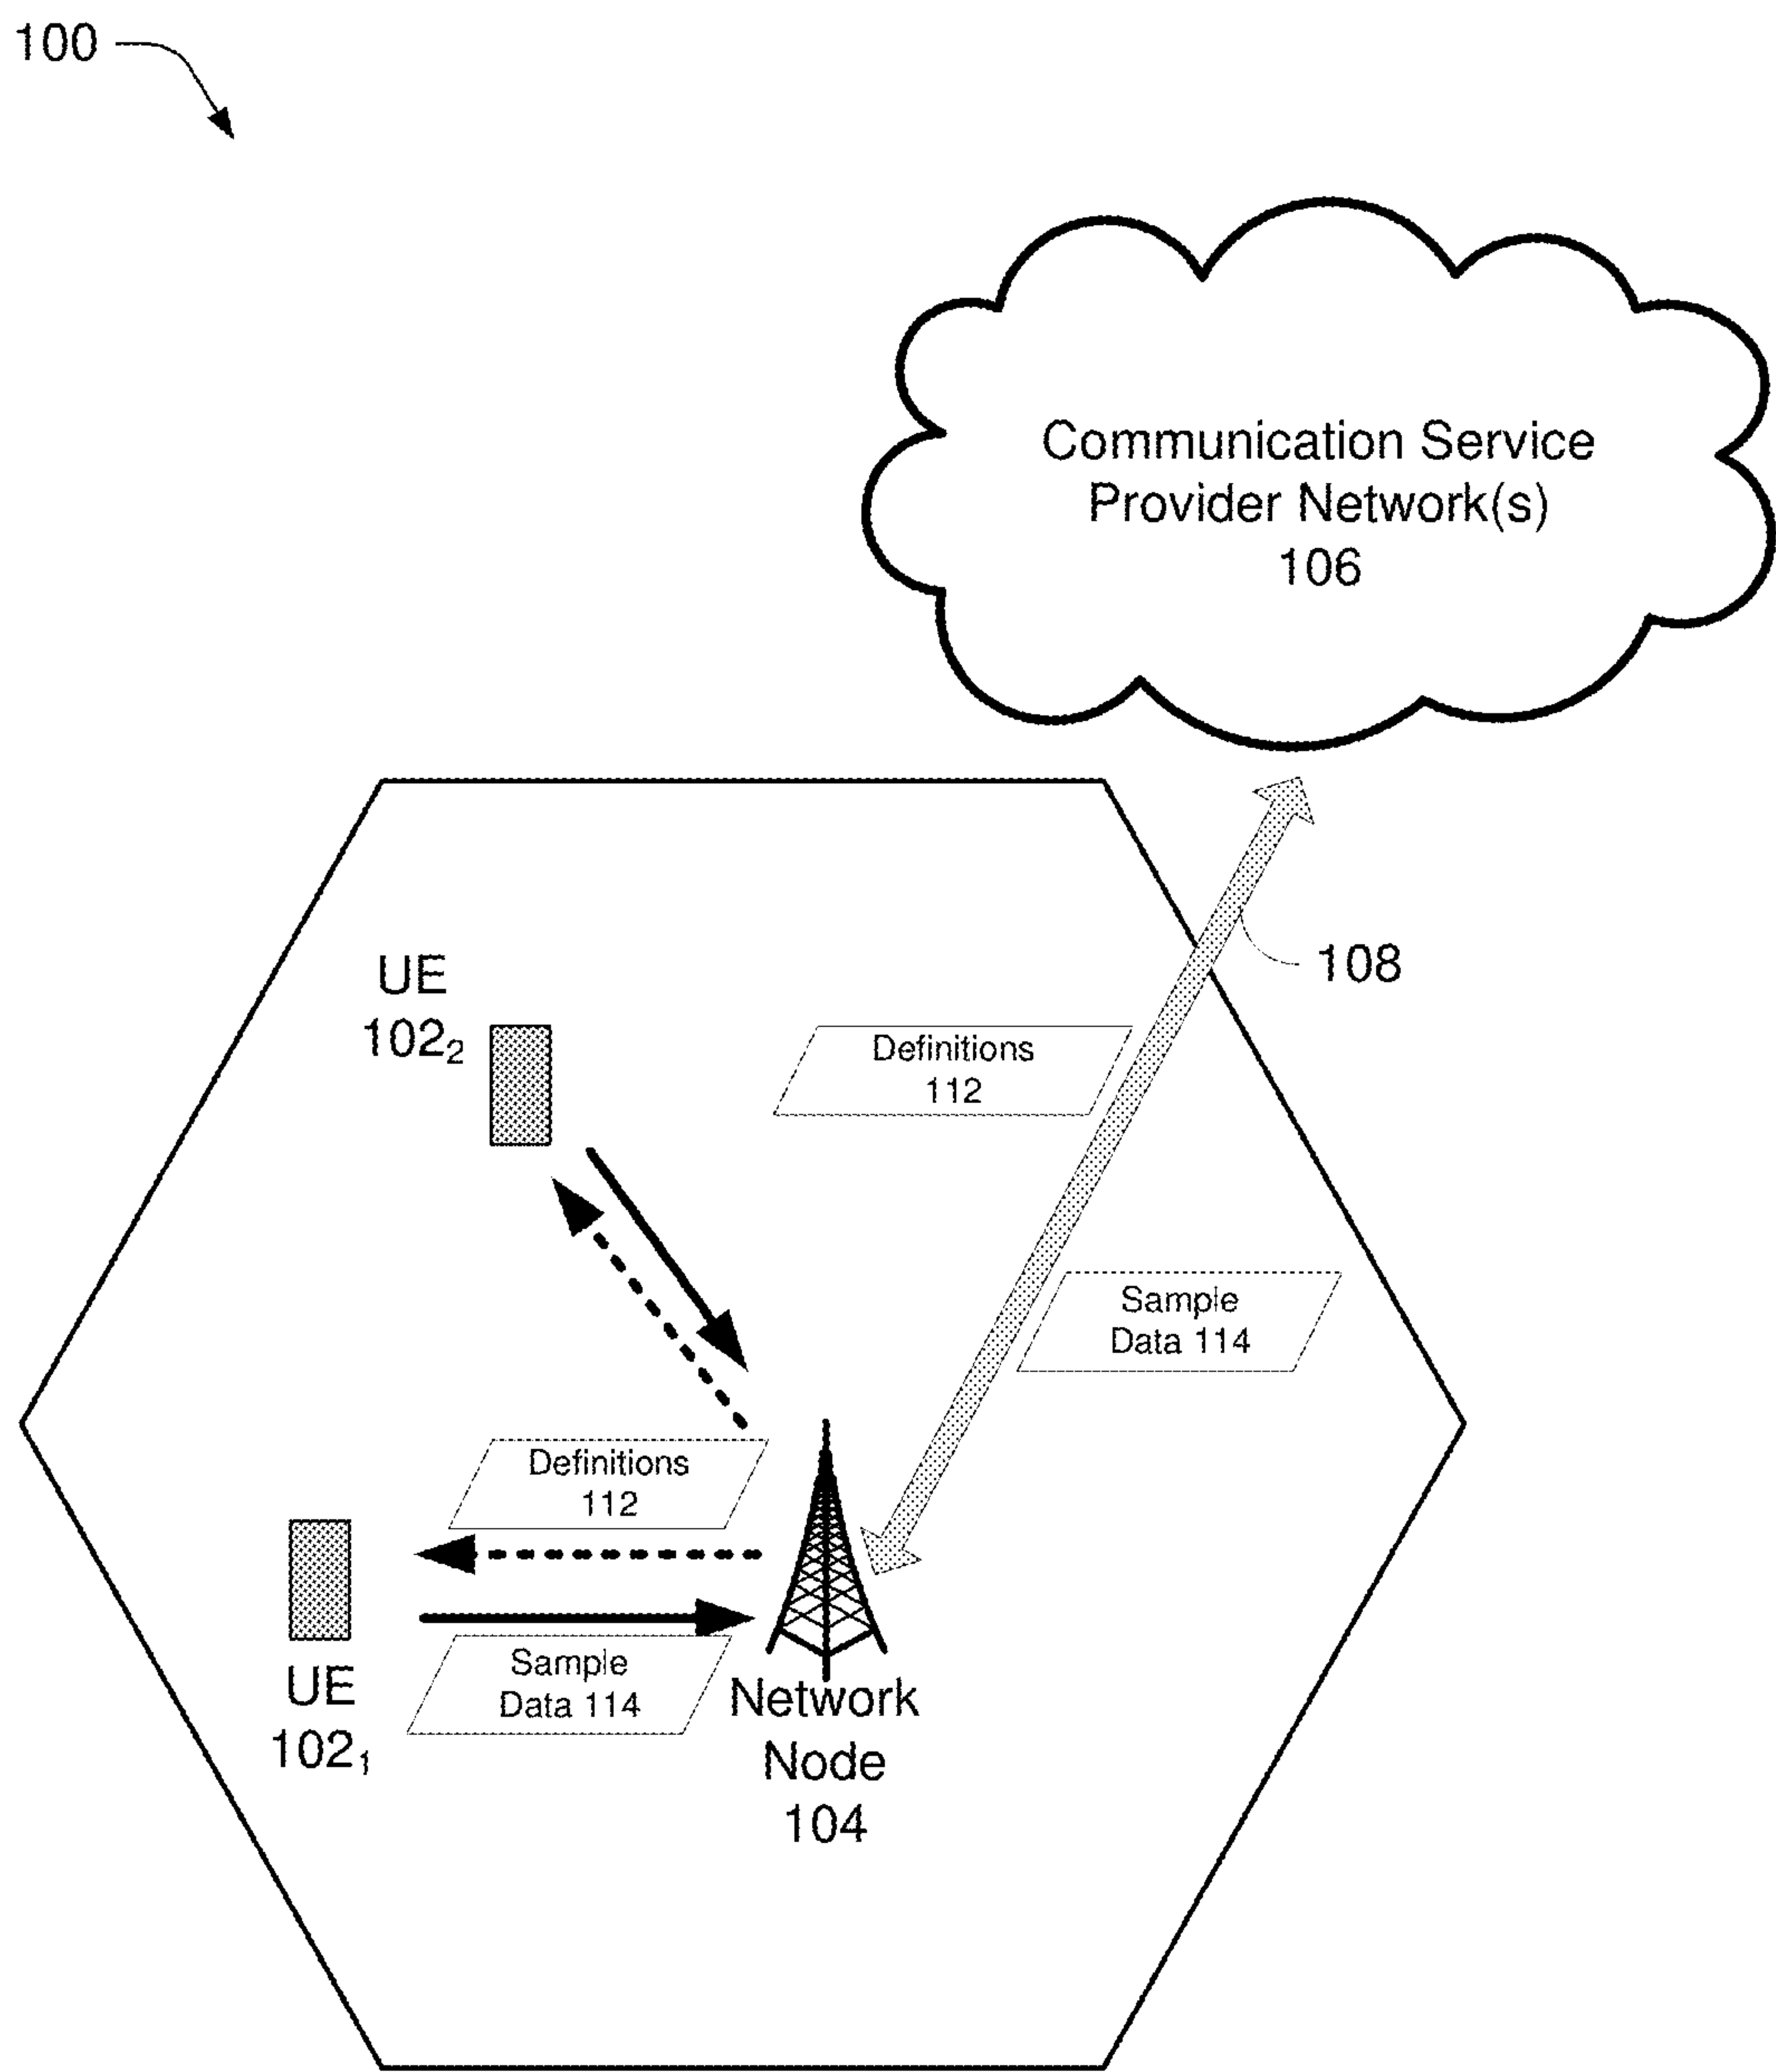 100
Communication Service
Provider Network(s)
106
108
UE
102₂
Definitions
112
Sample
Data 114
Definitions
112
Sample
Data 114
UE
102₁
Network
Node
104